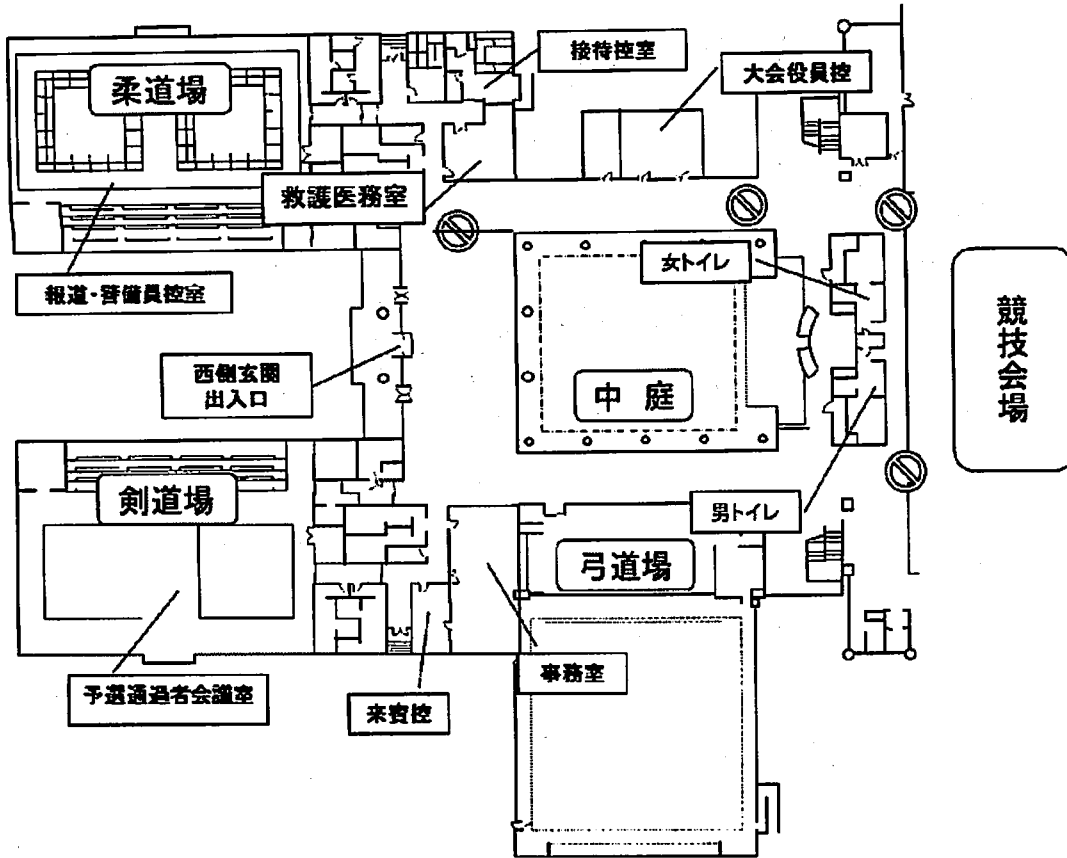 接待控室
大会役員控
柔道場
救護医務室
女トイレ
報道・警備員控室
競技会場
西側玄関
出入口
中庭
剣道場
男トイレ
弓道場
事務室
予選通過者会議室
来賓控